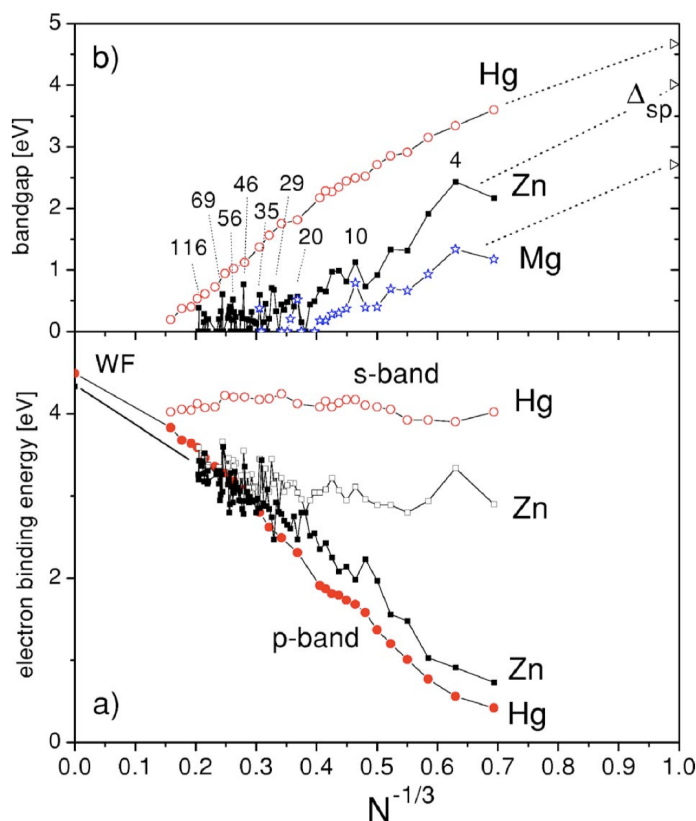 5
b)
Hg
4
Δsp
bandgap [eV]
3
4
Zn
46
29
69
2
56
35
10
Mg
116
20
1
0
WF
s-band
Hg
4
electron binding energy [eV]
Zn
2
p-band
Zn
a)
Hg
0
0.0 0.1 0.2 0.3 0.4 0.5 0.6 0.7 0.8 0.9 1.0
N^-1/3